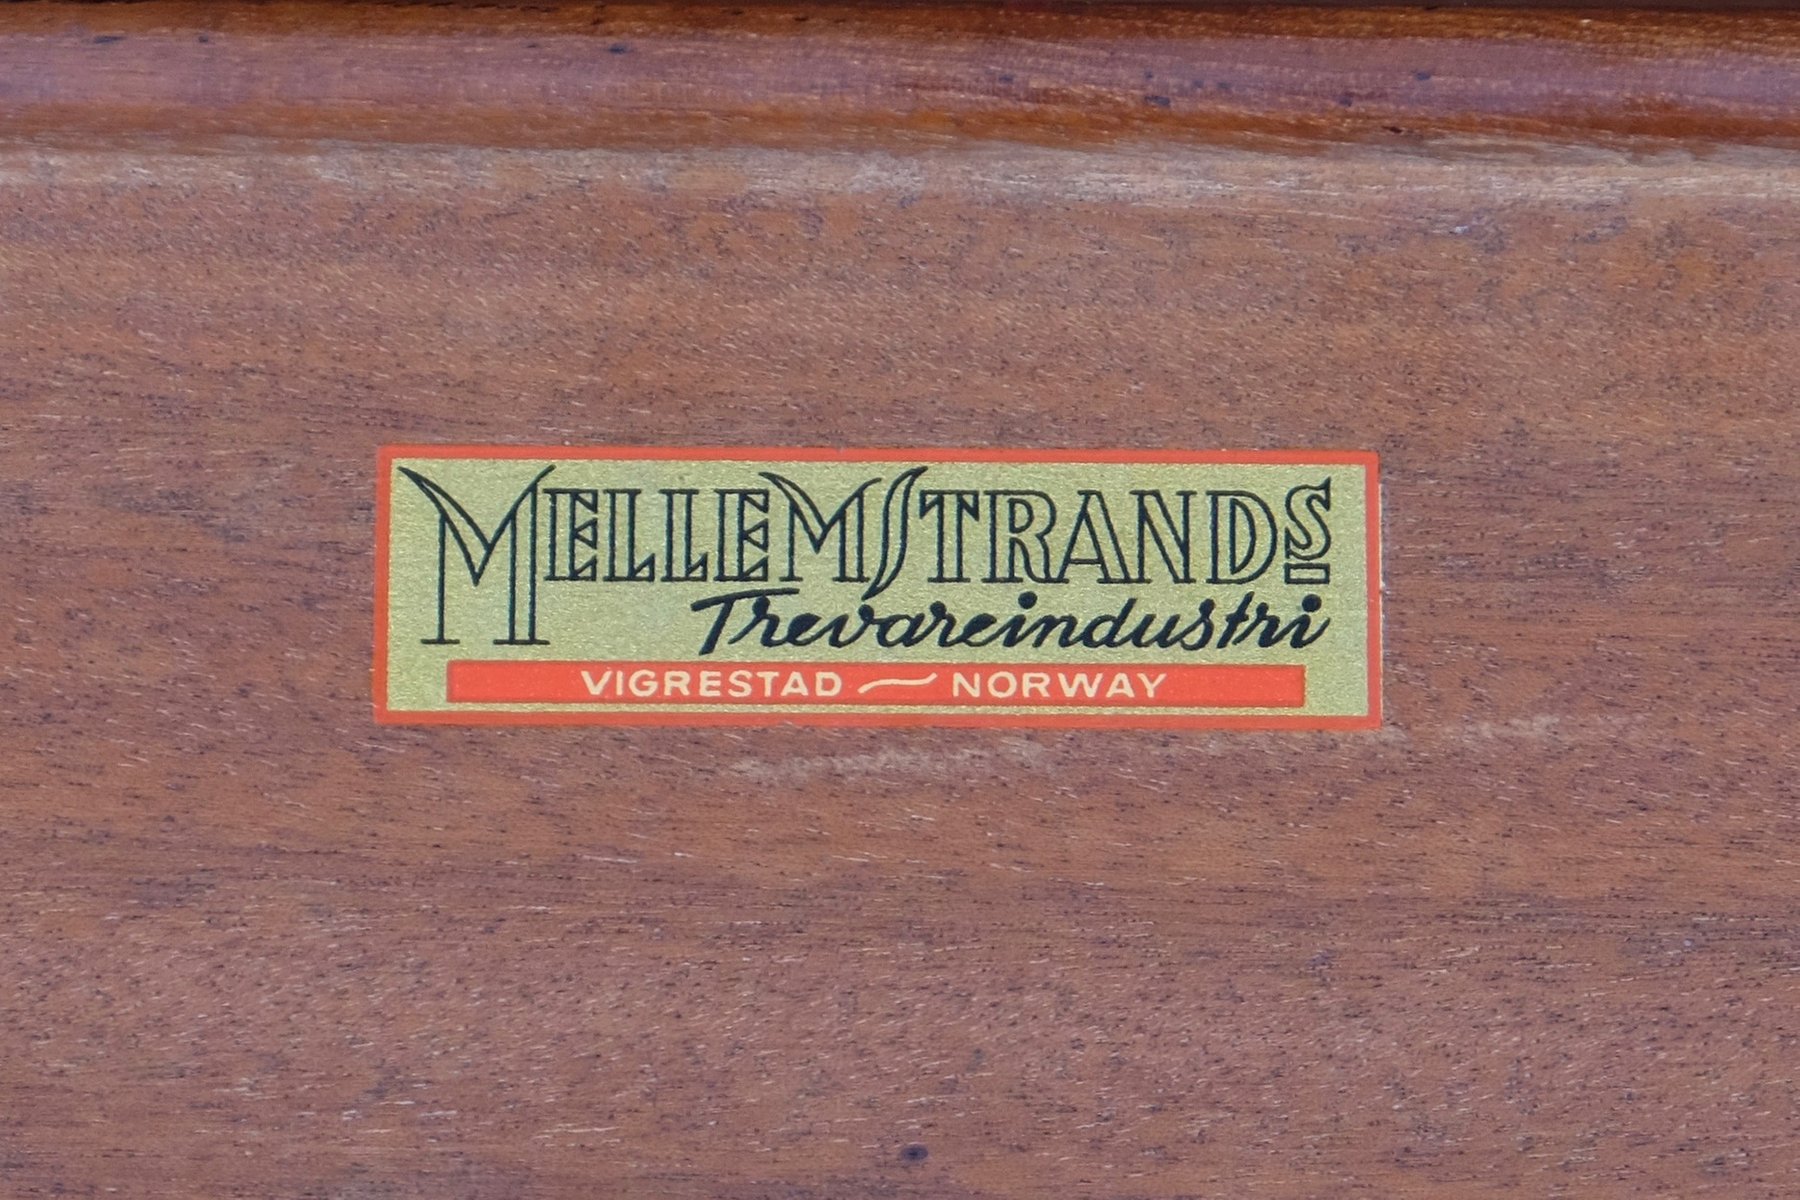 MELLEMSTRANDS
Trevareindustri
VIGRESTAD ~ NORWAY